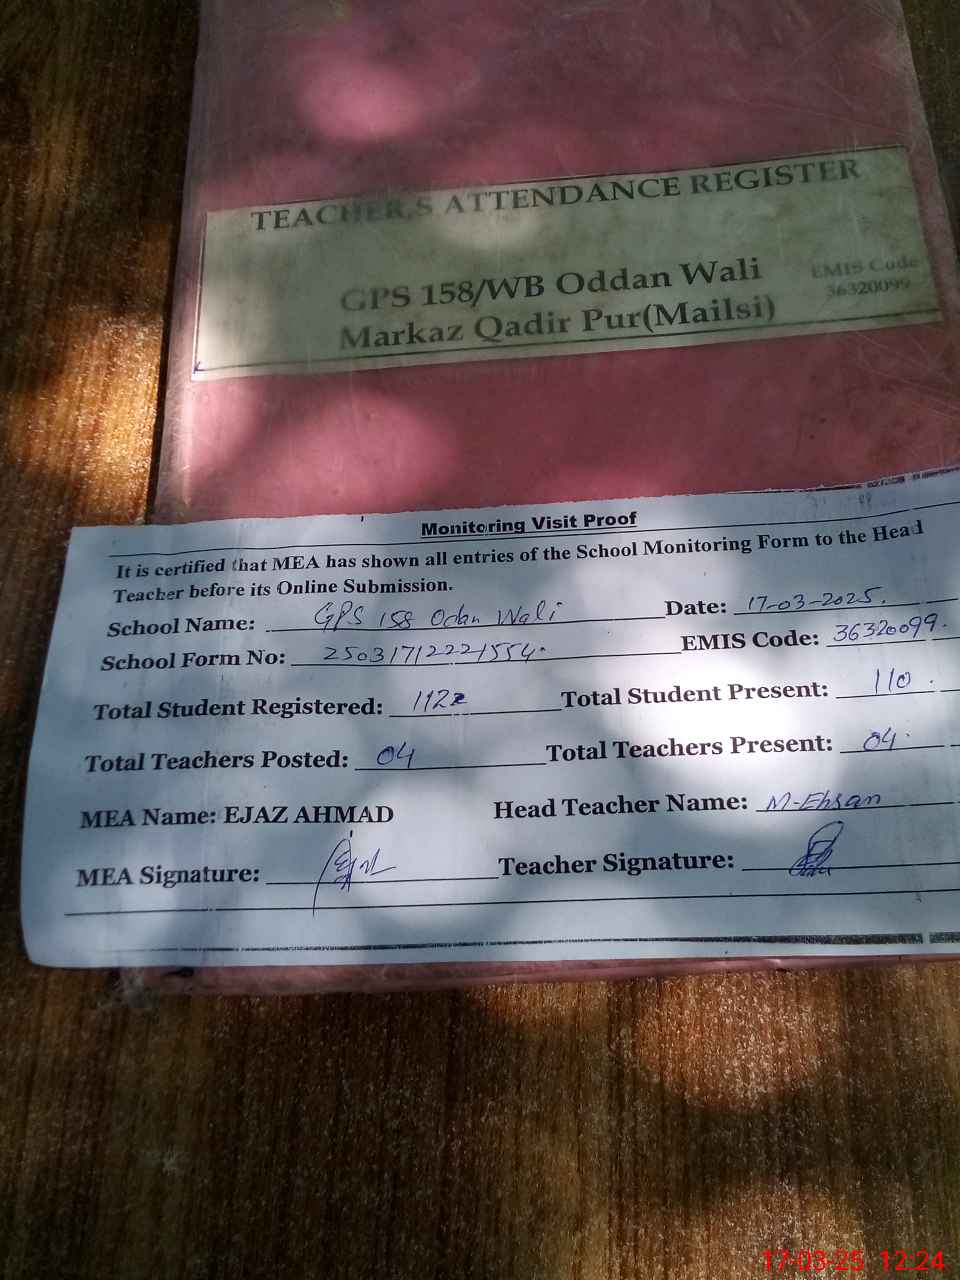 TEACHER,S ATTENDANCE REGISTER
GPS 158/WB Oddan Wali
EMIS Code
36320099
Markaz Qadir Pur(Mailsi)
Monitoring Visit Proof
It is certified that MEA has shown all entries of the School Monitoring Form to the Head
Teacher before its Online Submission.
School Name: GPS 158 Odan Wali Date: 17-03-2025.
School Form No: 25031712221554. EMIS Code: 36320099.
Total Student Registered: 1122 Total Student Present: 110.
Total Teachers Posted: 04 Total Teachers Present: 04.
MEA Name: EJAZ AHMAD Head Teacher Name: M-Ehsan
MEA Signature: Teacher Signature:
17-03-25 12:24